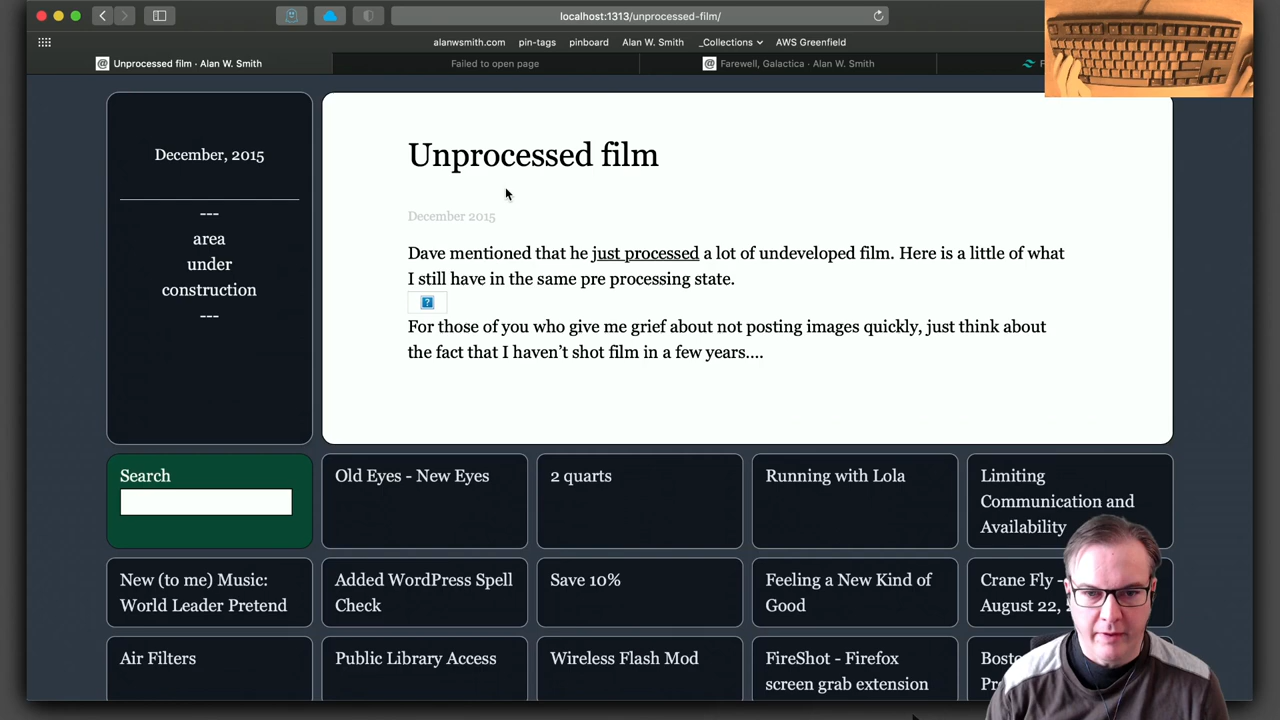 localhost:1313/unprocessed-film/
alanwsmith.com pin-tags pinboard Alan W. Smith _Collections AWS Greenfield
Unprocessed film · Alan W. Smith
Failed to open page
Farewell, Galactica · Alan W. Smith
December, 2015
---
area
under
construction
---
Unprocessed film
December 2015
Dave mentioned that he just processed a lot of undeveloped film. Here is a little of what
I still have in the same pre processing state.
For those of you who give me grief about not posting images quickly, just think about
the fact that I haven’t shot film in a few years....
Search
Old Eyes - New Eyes
2 quarts
Running with Lola
Limiting
Communication and
Availability
New (to me) Music:
World Leader Pretend
Added WordPress Spell
Check
Save 10%
Feeling a New Kind of
Good
Crane Fly -
August 22,
Air Filters
Public Library Access
Wireless Flash Mod
FireShot - Firefox
screen grab extension